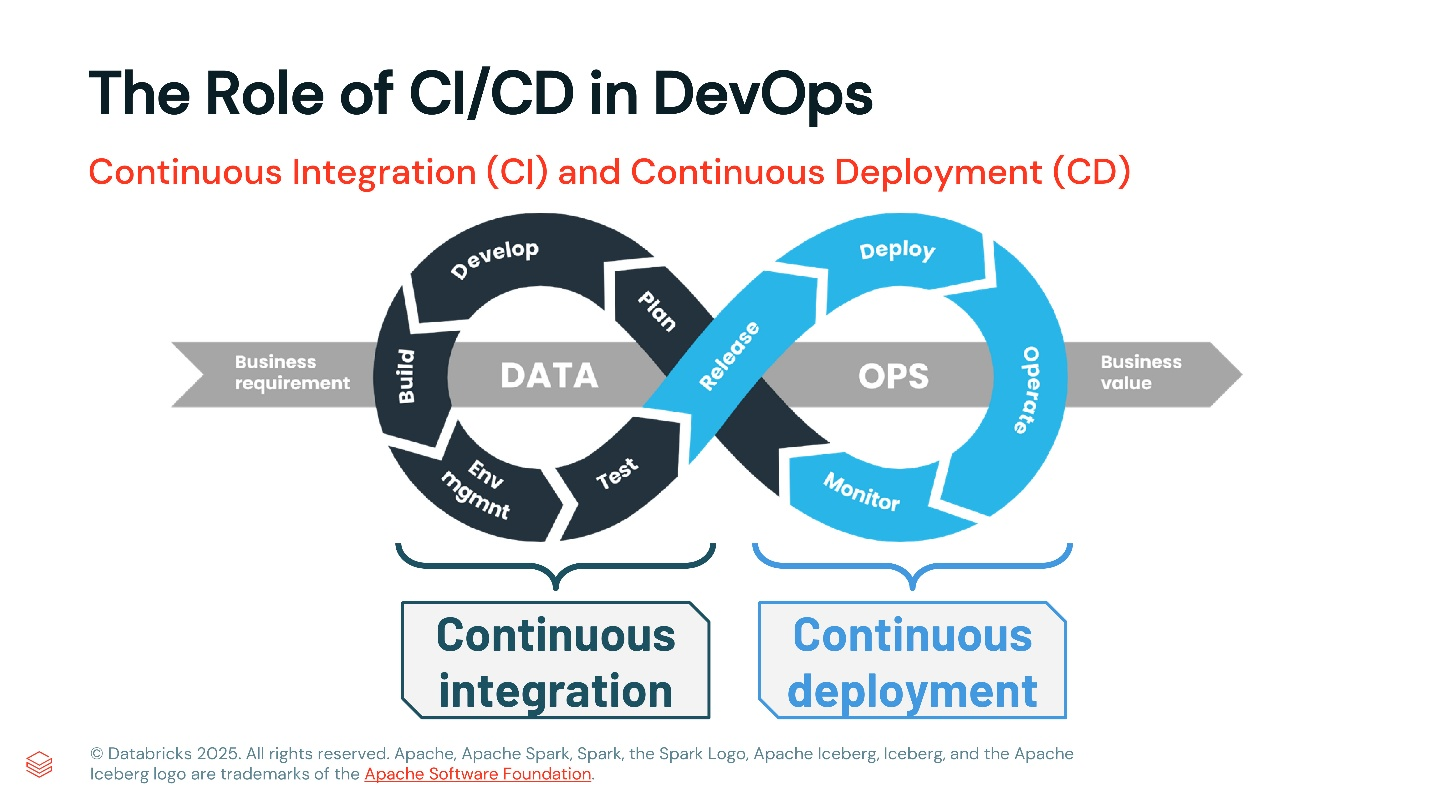 The Role of CI/CD in DevOps
Continuous Integration (CI) and Continuous Deployment (CD)
Business
requirement
DATA
Plan
Develop
Build
Env
mgmnt
Test
Release
Deploy
OPS
Operate
Monitor
Business
value
Continuous
integration
Continuous
deployment
© Databricks 2025. All rights reserved. Apache, Apache Spark, Spark, the Spark Logo, Apache Iceberg, Iceberg, and the Apache
Iceberg logo are trademarks of the Apache Software Foundation.